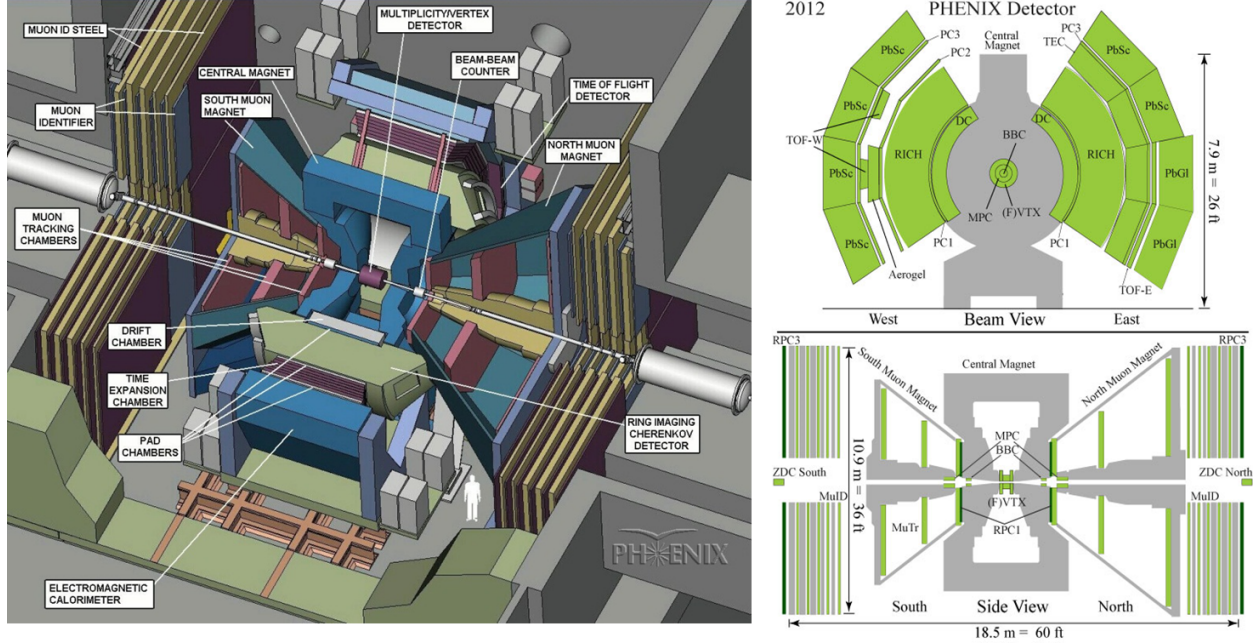 MUON ID STEEL
MULTIPLICITY/VERTEX
DETECTOR
BEAM-BEAM
COUNTER
CENTRAL MAGNET
TIME OF FLIGHT
DETECTOR
SOUTH MUON
MAGNET
MUON
IDENTIFIER
NORTH MUON
MAGNET
MUON
TRACKING
CHAMBERS
DRIFT
CHAMBER
TIME
EXPANSION
CHAMBER
PAD
CHAMBERS
RING IMAGING
CHERENKOV
DETECTOR
ELECTROMAGNETIC
CALORIMETER
PHENIX
2012
PHENIX Detector
Central
Magnet
PC3
PC2
PC3
TEC
PbSc
PbSc
PbSc
PbSc
TOF-W
DC
DC
BBC
RICH
RICH
PbSc
PbGl
MPC
(F)VTX
PbSc
PbGl
PC1
PC1
Aerogel
TOF-E
7.9 m = 26 ft
West
Beam View
East
RPC3
RPC3
South Muon Magnet
Central Magnet
North Muon Magnet
10.9 m = 36 ft
MPC
BBC
ZDC South
ZDC North
MuID
MuID
(F)VTX
MuTr
RPC1
South
Side View
North
18.5 m = 60 ft